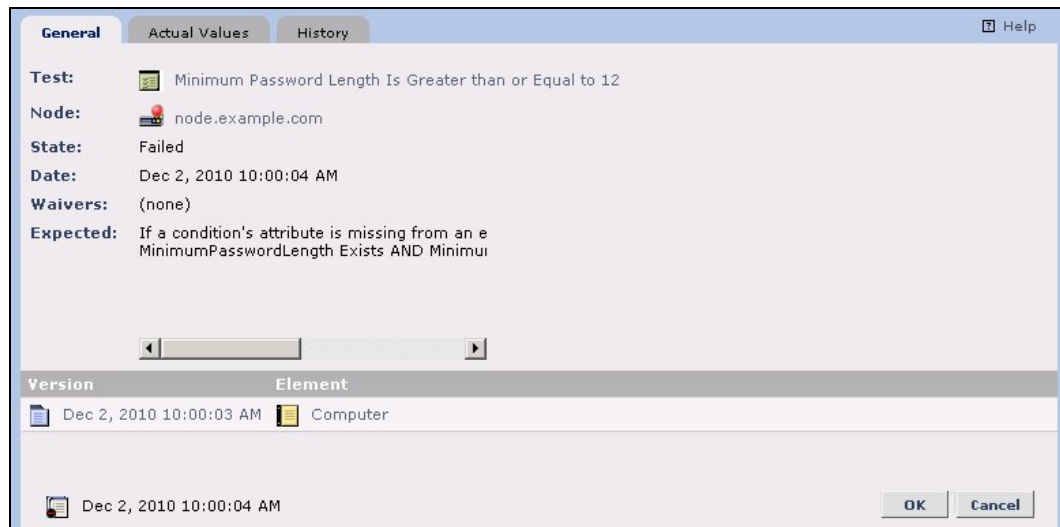 General Actual Values History Help
Test: Minimum Password Length Is Greater than or Equal to 12
Node: node.example.com
State: Failed
Date: Dec 2, 2010 10:00:04 AM
Waivers: (none)
Expected: If a condition's attribute is missing from an e
MinimumPasswordLength Exists AND Minimu
Version Element
Dec 2, 2010 10:00:03 AM Computer
Dec 2, 2010 10:00:04 AM OK Cancel